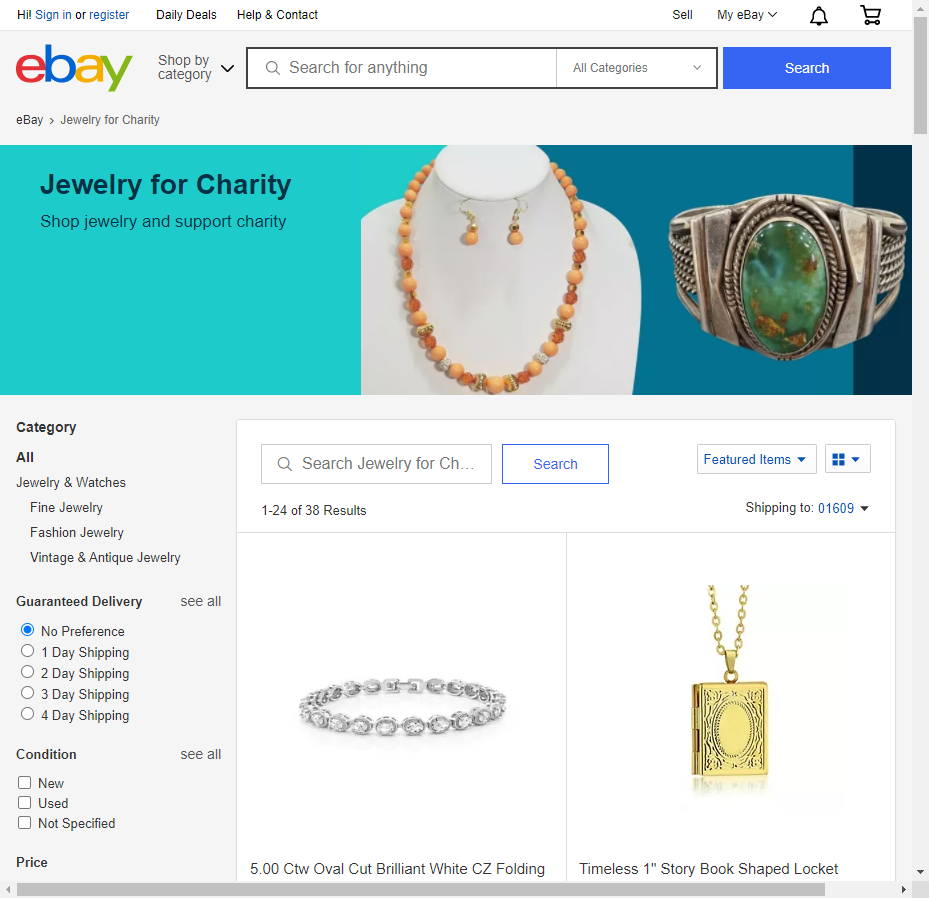 Hi! Sign in or register
Daily Deals
Help & Contact
Sell
My eBay
ebay
Shop by
category
Search for anything
All Categories
Search
eBay > Jewelry for Charity
Jewelry for Charity
Shop jewelry and support charity
Category
All
Jewelry & Watches
Fine Jewelry
Fashion Jewelry
Vintage & Antique Jewelry
Guaranteed Delivery see all
No Preference
1 Day Shipping
2 Day Shipping
3 Day Shipping
4 Day Shipping
Condition see all
New
Used
Not Specified
Price
Search Jewelry for Ch...
Search
Featured Items
1-24 of 38 Results
Shipping to: 01609
5.00 Ctw Oval Cut Brilliant White CZ Folding
Timeless 1" Story Book Shaped Locket